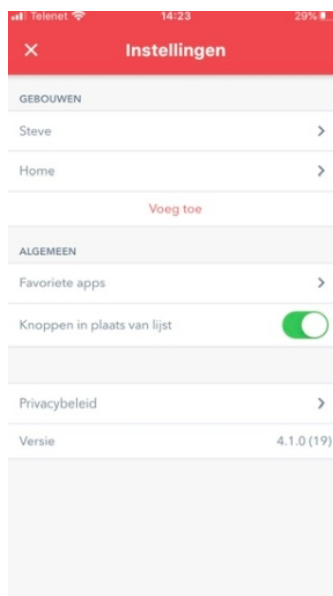 Telenet 14:23 29%
Instellingen
GEBOUWEN
Steve
Home
Voeg toe
ALGEMEEN
Favoriete apps
Knoppen in plaats van lijst
Privacybeleid
Versie 4.1.0 (19)